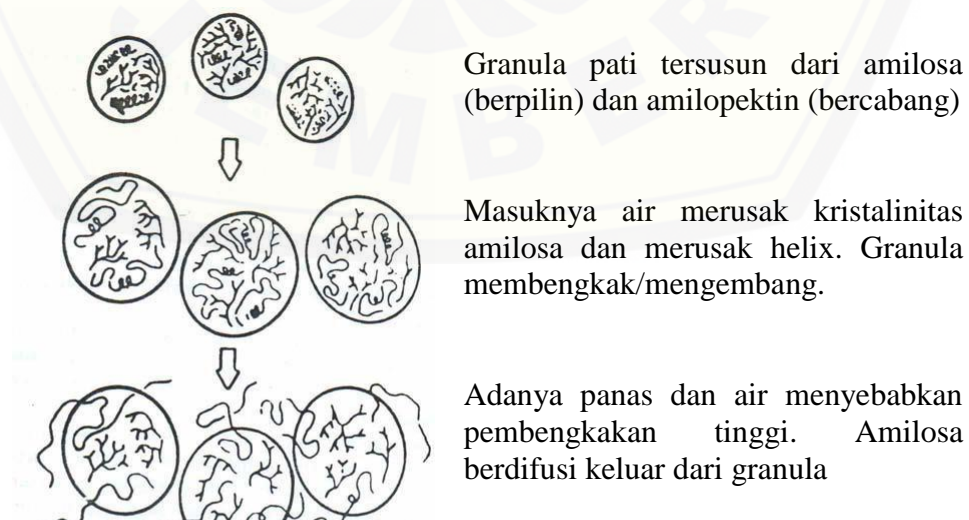 Granula pati tersusun dari amilosa
(berpilin) dan amilopektin (bercabang)
Masuknya air merusak kristalinitas
amilosa dan merusak helix. Granula
membengkak/mengembang.
Adanya panas dan air menyebabkan
pembengkakan tinggi. Amilosa
berdifusi keluar dari granula